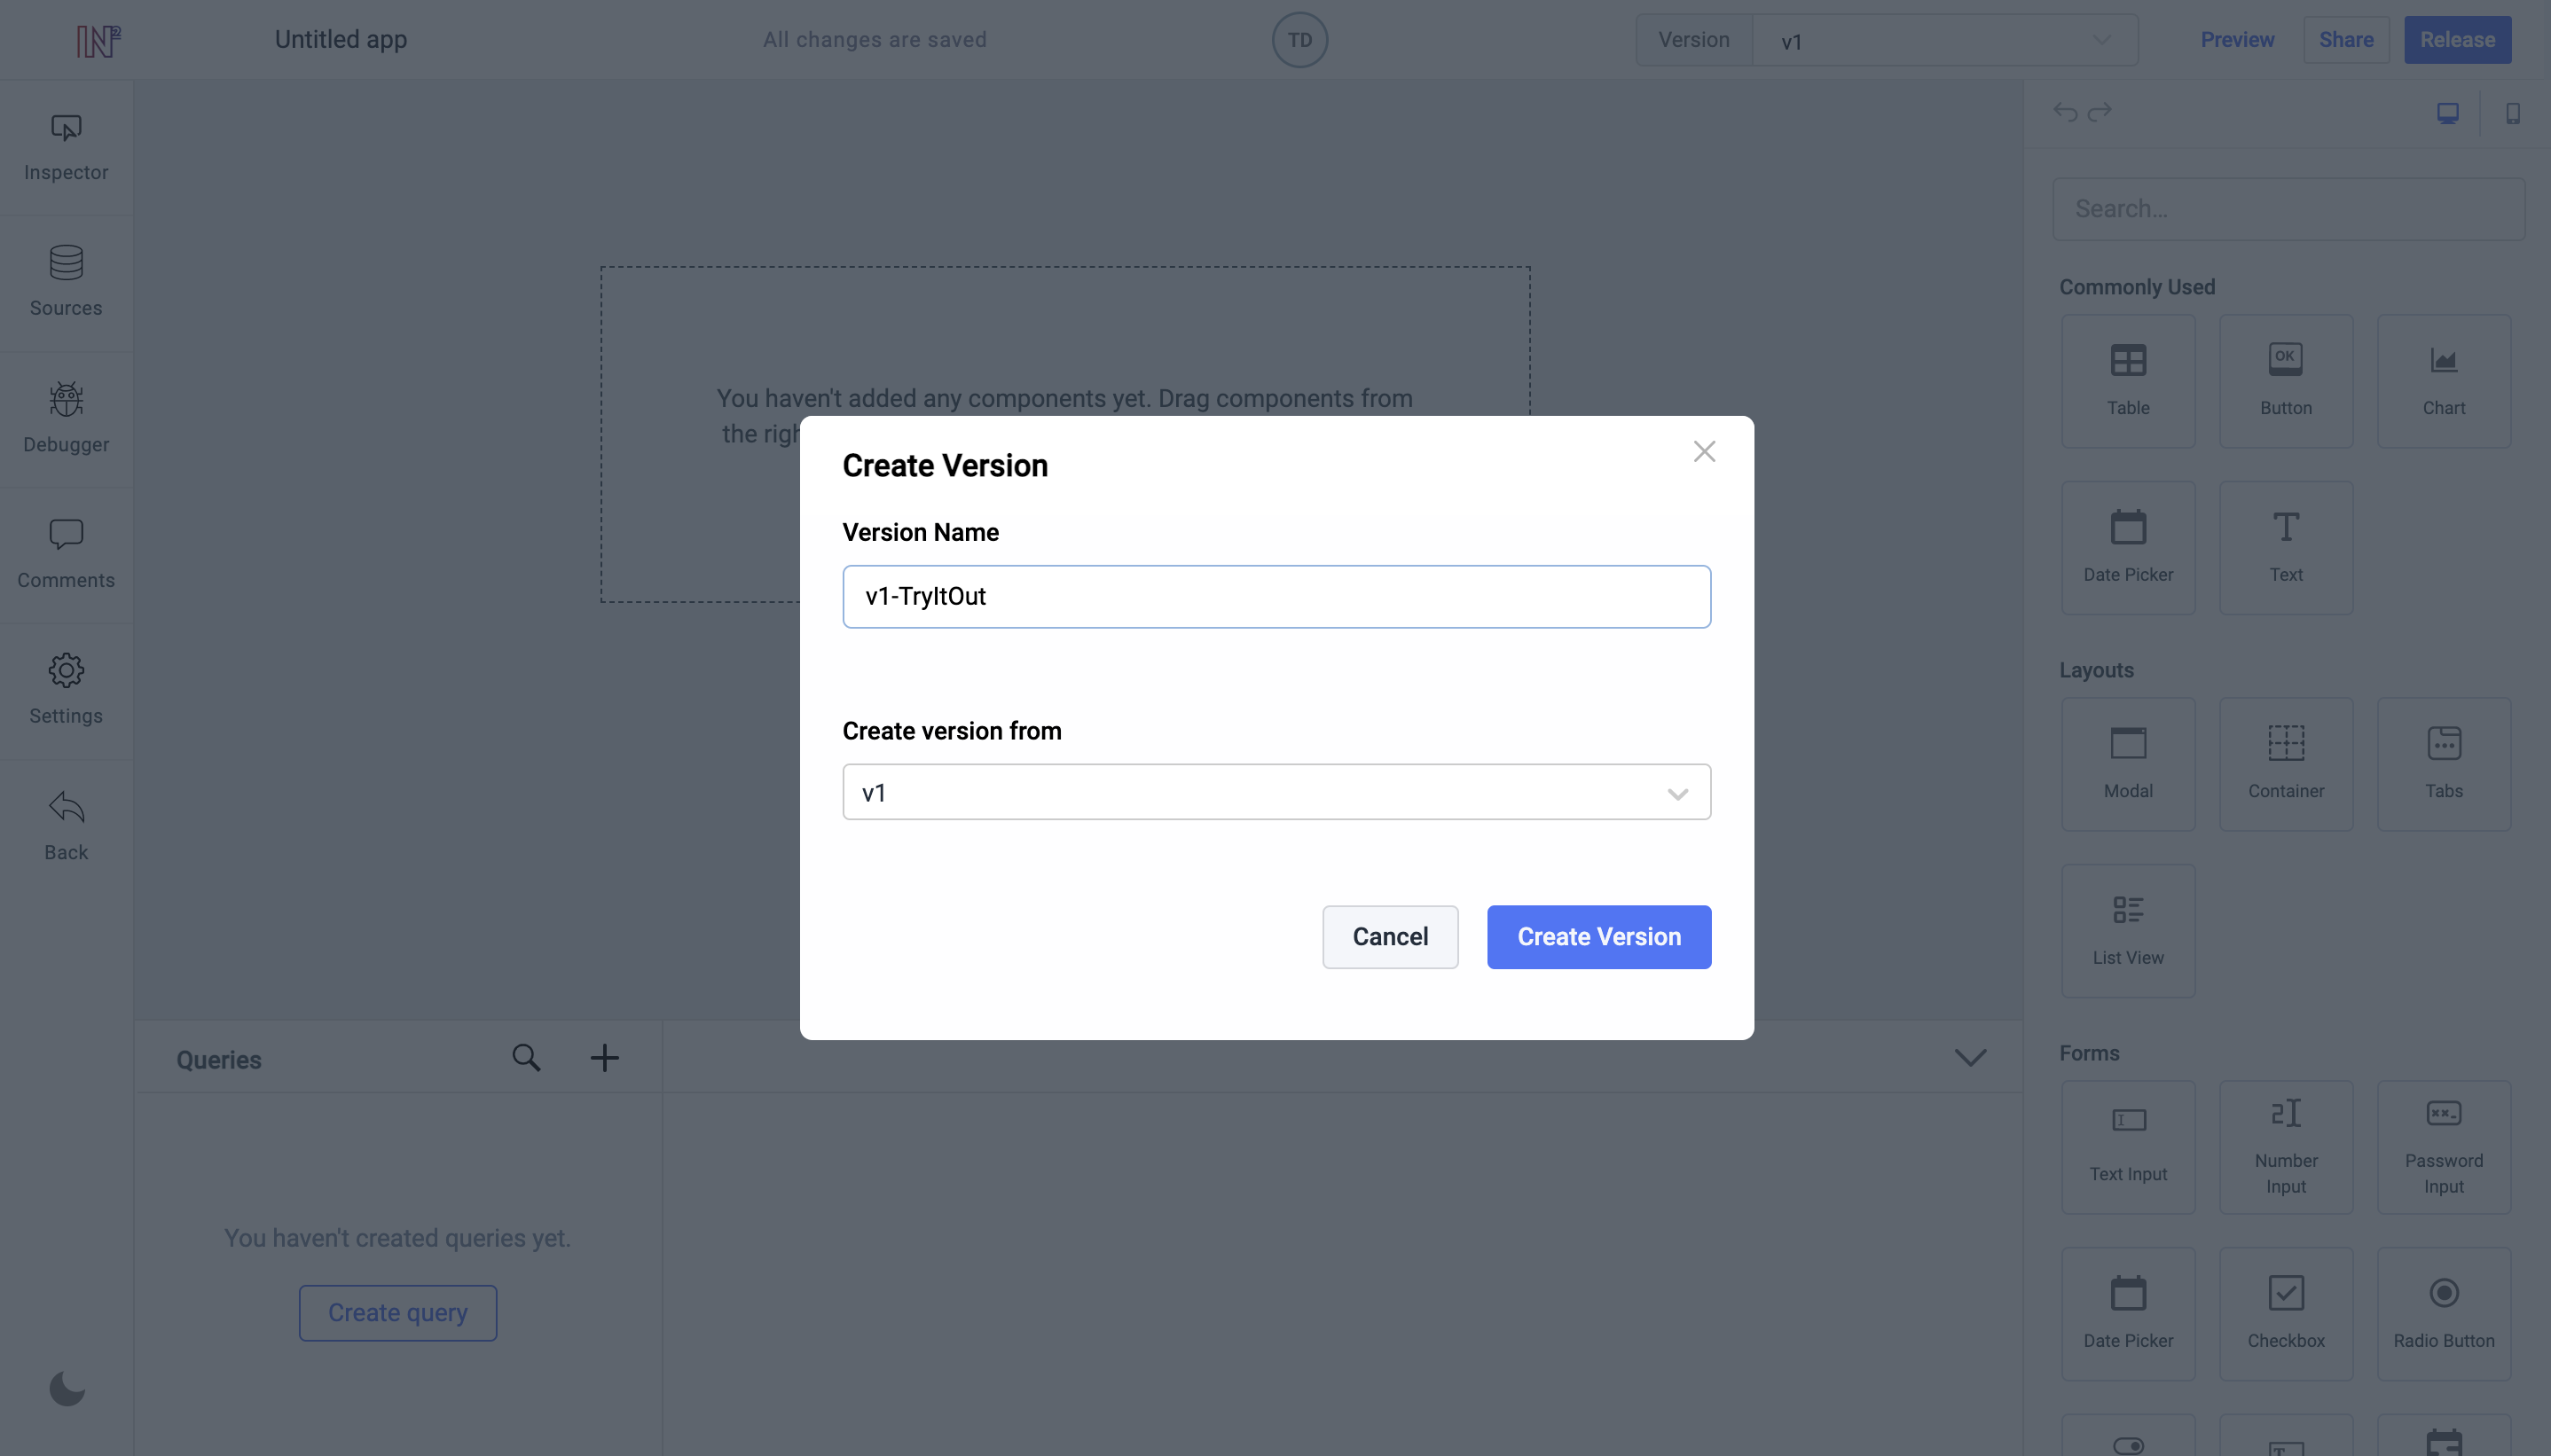 IN2
Untitled app
All changes are saved
TD
Version
v1
Preview
Share
Release
Inspector
Sources
Debugger
Comments
Settings
Back
You haven't added any components yet. Drag components from
the righ
Create Version
Version Name
v1-TryItOut
Create version from
v1
Cancel
Create Version
Queries
You haven't created queries yet.
Create query
Search…
Commonly Used
Table
OK
Button
Chart
Date Picker
Text
Layouts
Modal
Container
Tabs
List View
Forms
Text Input
Number
Input
Password
Input
Date Picker
Checkbox
Radio Button